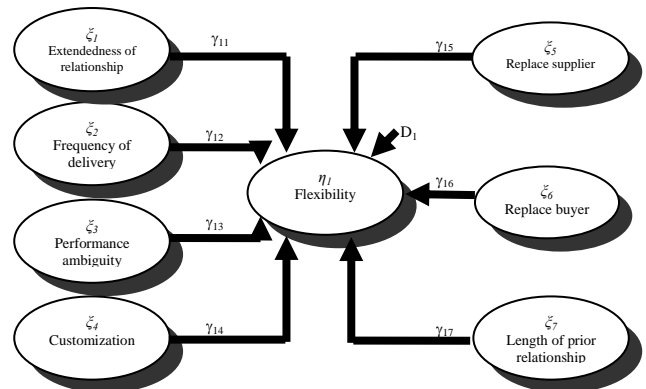 ξ1
Extendedness of
relationship
γ11
ξ2
Frequency of
delivery
γ12
ξ3
Performance
ambiguity
γ13
ξ4
Customization
γ14
η1
Flexibility
D1
γ15
ξ5
Replace supplier
γ16
ξ6
Replace buyer
γ17
ξ7
Length of prior
relationship